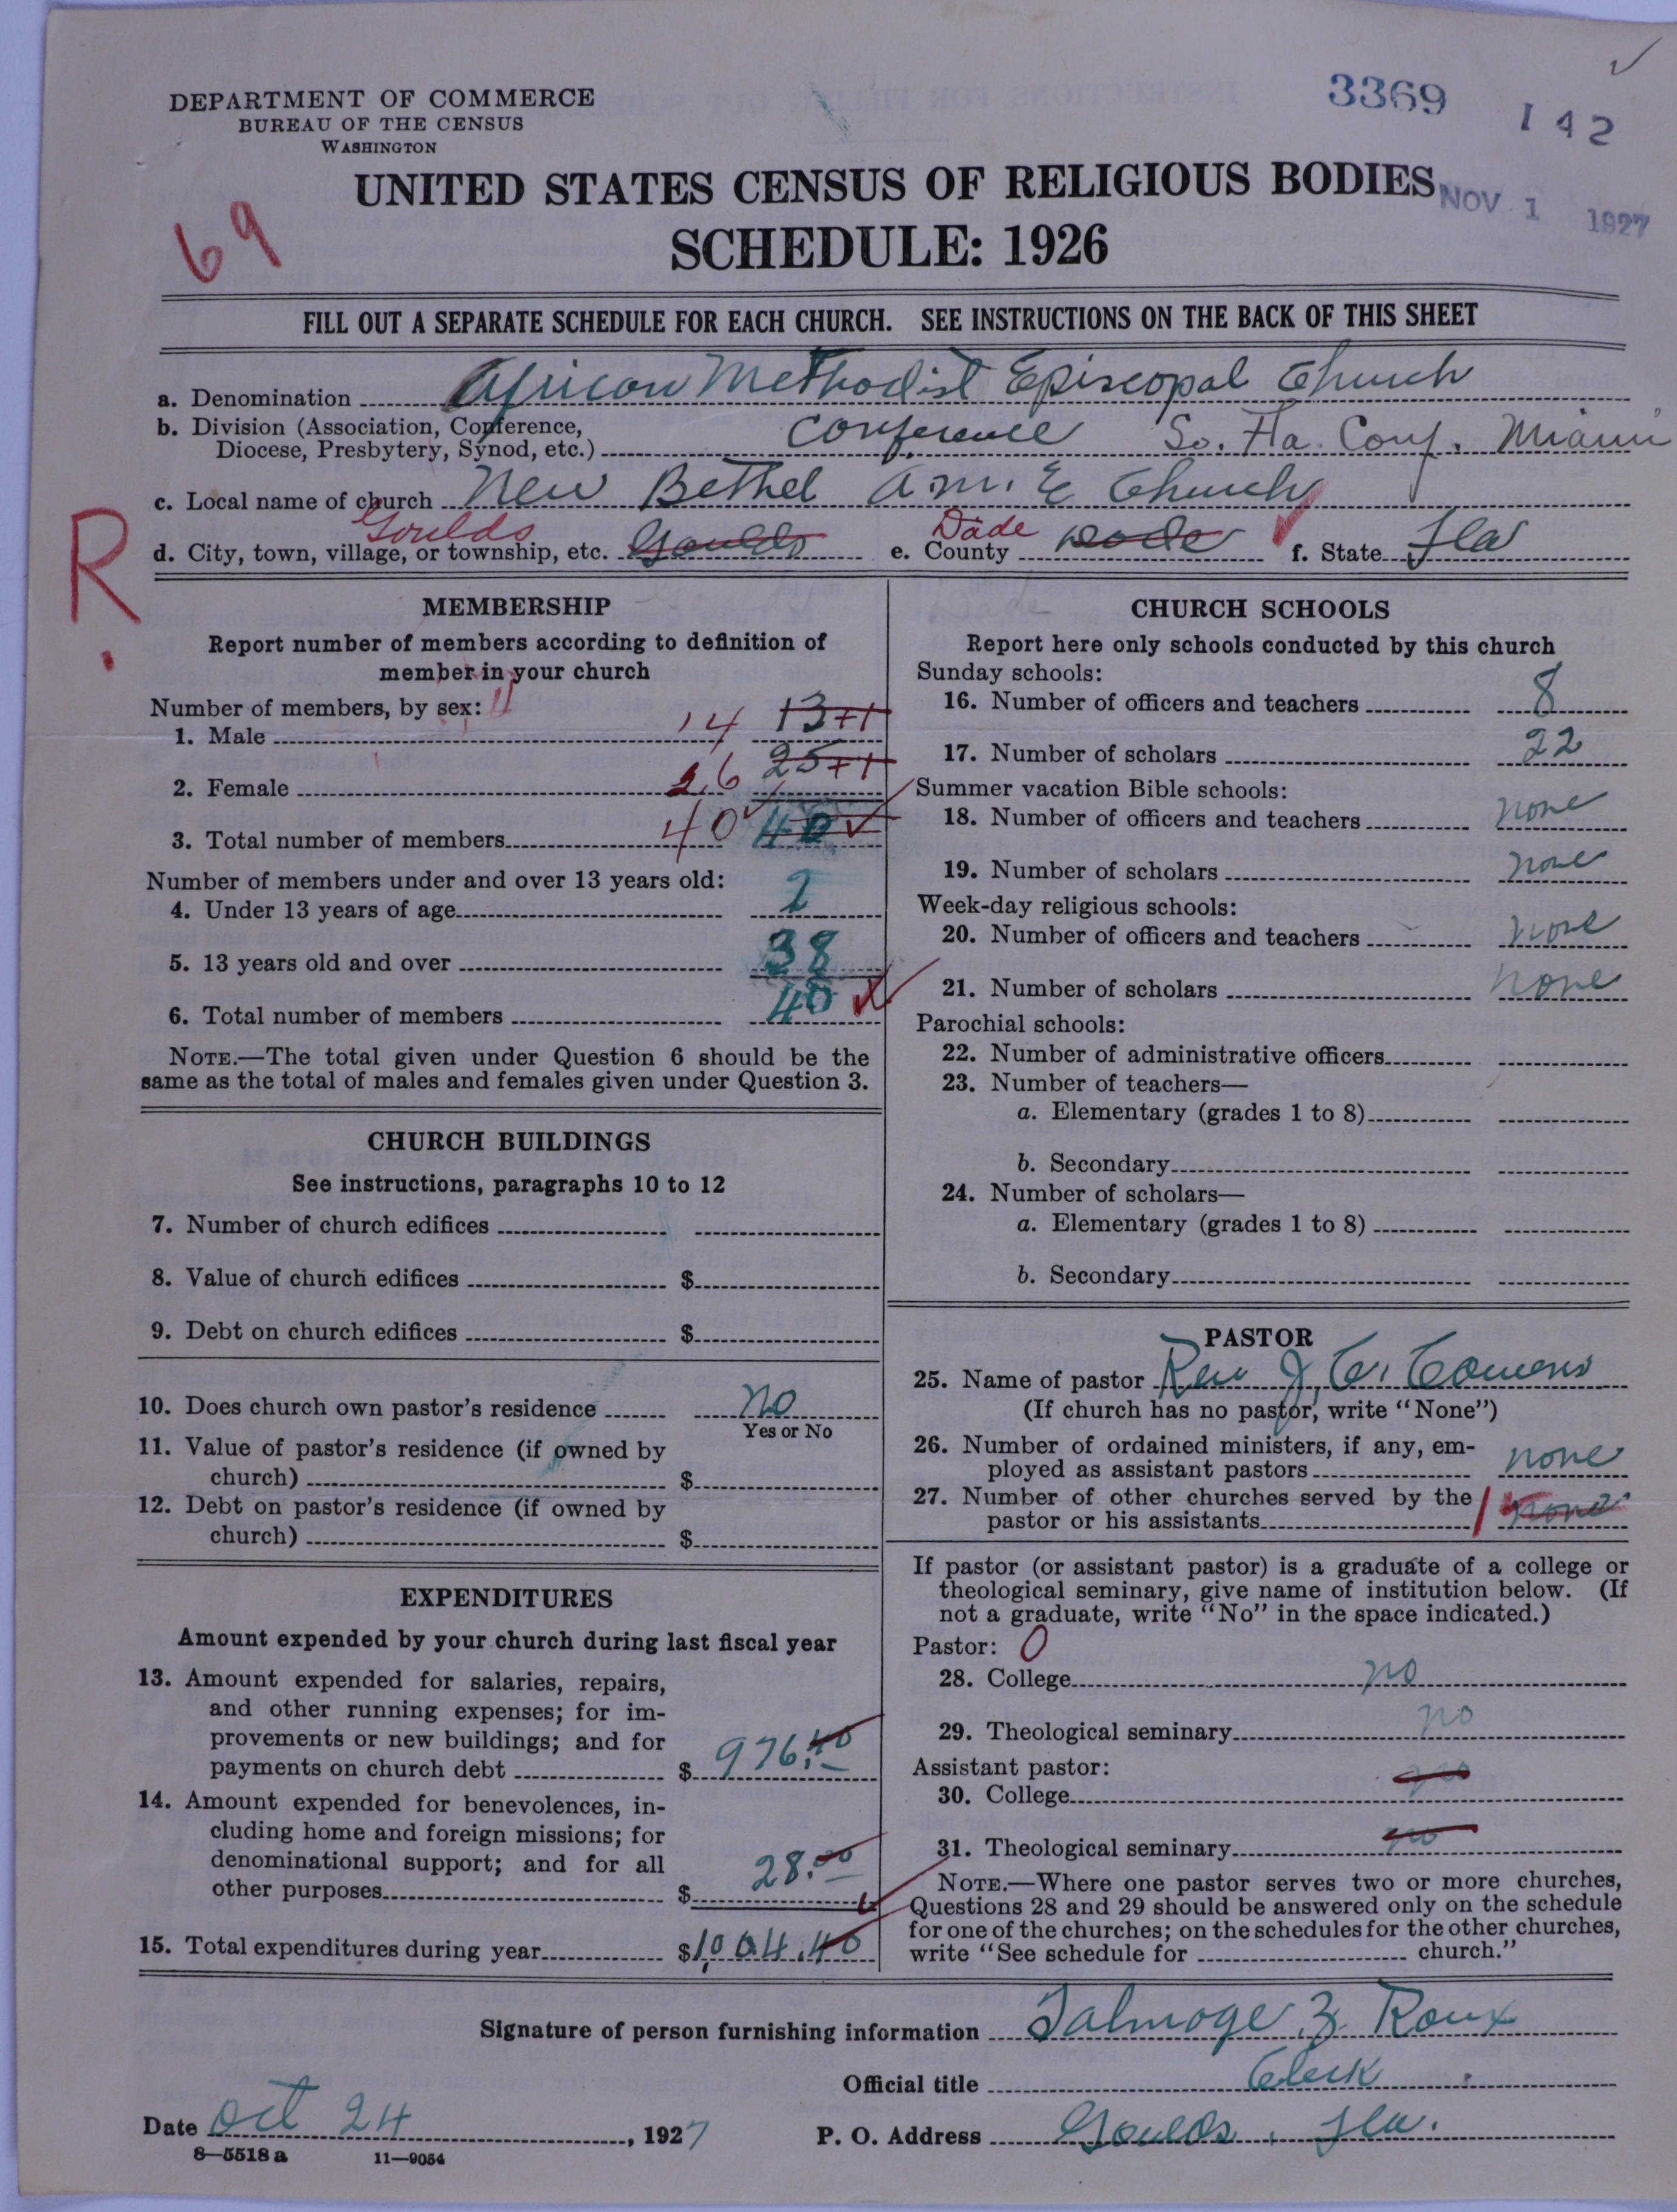 DEPARTMENT OF COMMERCE
BUREAU OF THE CENSUS
WASHINGTON
3369
142
UNITED STATES CENSUS OF RELIGIOUS BODIES
NOV 1 1927
SCHEDULE: 1926
69
FILL OUT A SEPARATE SCHEDULE FOR EACH CHURCH. SEE INSTRUCTIONS ON THE BACK OF THIS SHEET
a. Denomination African Methodist Episcopal Church
b. Division (Association, Conference,
Diocese, Presbytery, Synod, etc.) Conference So. Fla. Conf. Miami
c. Local name of church New Bethel A.M.E Church
Goulds Dade
d. City, town, village, or township, etc. Goulds e. County Dade f. State Fla
R.
MEMBERSHIP
Report number of members according to definition of
member in your church
Number of members, by sex:
1. Male 14 13+1
2. Female 26 25+1
3. Total number of members 40 40
Number of members under and over 13 years old:
4. Under 13 years of age 2
5. 13 years old and over 38
6. Total number of members 40
NOTE.—The total given under Question 6 should be the
same as the total of males and females given under Question 3.
CHURCH BUILDINGS
See instructions, paragraphs 10 to 12
7. Number of church edifices
8. Value of church edifices $
9. Debt on church edifices $
10. Does church own pastor's residence no
Yes or No
11. Value of pastor's residence (if owned by
church) $
12. Debt on pastor's residence (if owned by
church) $
EXPENDITURES
Amount expended by your church during last fiscal year
13. Amount expended for salaries, repairs,
and other running expenses; for im-
provements or new buildings; and for
payments on church debt $ 976.40
14. Amount expended for benevolences, in-
cluding home and foreign missions; for
denominational support; and for all
other purposes $ 28.00
15. Total expenditures during year $1,004.40
CHURCH SCHOOLS
Report here only schools conducted by this church
Sunday schools:
16. Number of officers and teachers 8
17. Number of scholars 22
Summer vacation Bible schools:
18. Number of officers and teachers none
19. Number of scholars none
Week-day religious schools:
20. Number of officers and teachers none
21. Number of scholars none
Parochial schools:
22. Number of administrative officers
23. Number of teachers—
a. Elementary (grades 1 to 8)
b. Secondary
24. Number of scholars—
a. Elementary (grades 1 to 8)
b. Secondary
PASTOR
25. Name of pastor Rev J. C.
(If church has no pastor, write "None")
26. Number of ordained ministers, if any, em-
ployed as assistant pastors none
27. Number of other churches served by the
pastor or his assistants 1 none
If pastor (or assistant pastor) is a graduate of a college or
theological seminary, give name of institution below. (If
not a graduate, write "No" in the space indicated.)
Pastor: 0
28. College no
29. Theological seminary no
Assistant pastor:
30. College no
31. Theological seminary no
NOTE.—Where one pastor serves two or more churches,
Questions 28 and 29 should be answered only on the schedule
for one of the churches; on the schedules for the other churches,
write "See schedule for church."
Signature of person furnishing information Talmoge Z. Roux
Official title Clerk
Date Oct 24, 1927 P. O. Address Goulds, Fla.
8—5518 a 11—9054